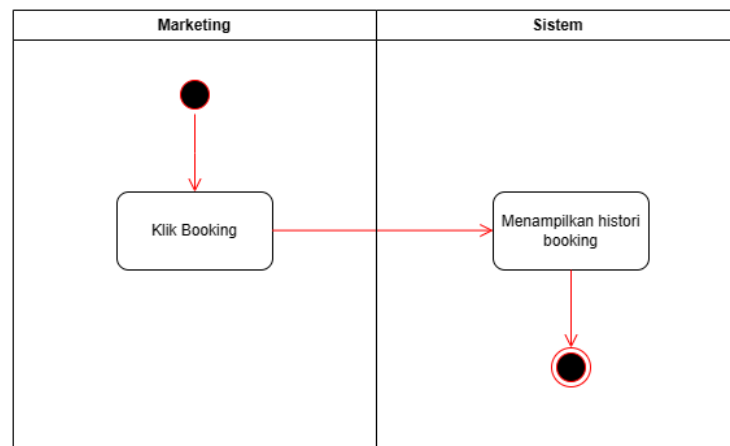 Marketing
Sistem
Klik Booking
Menampilkan histori
booking